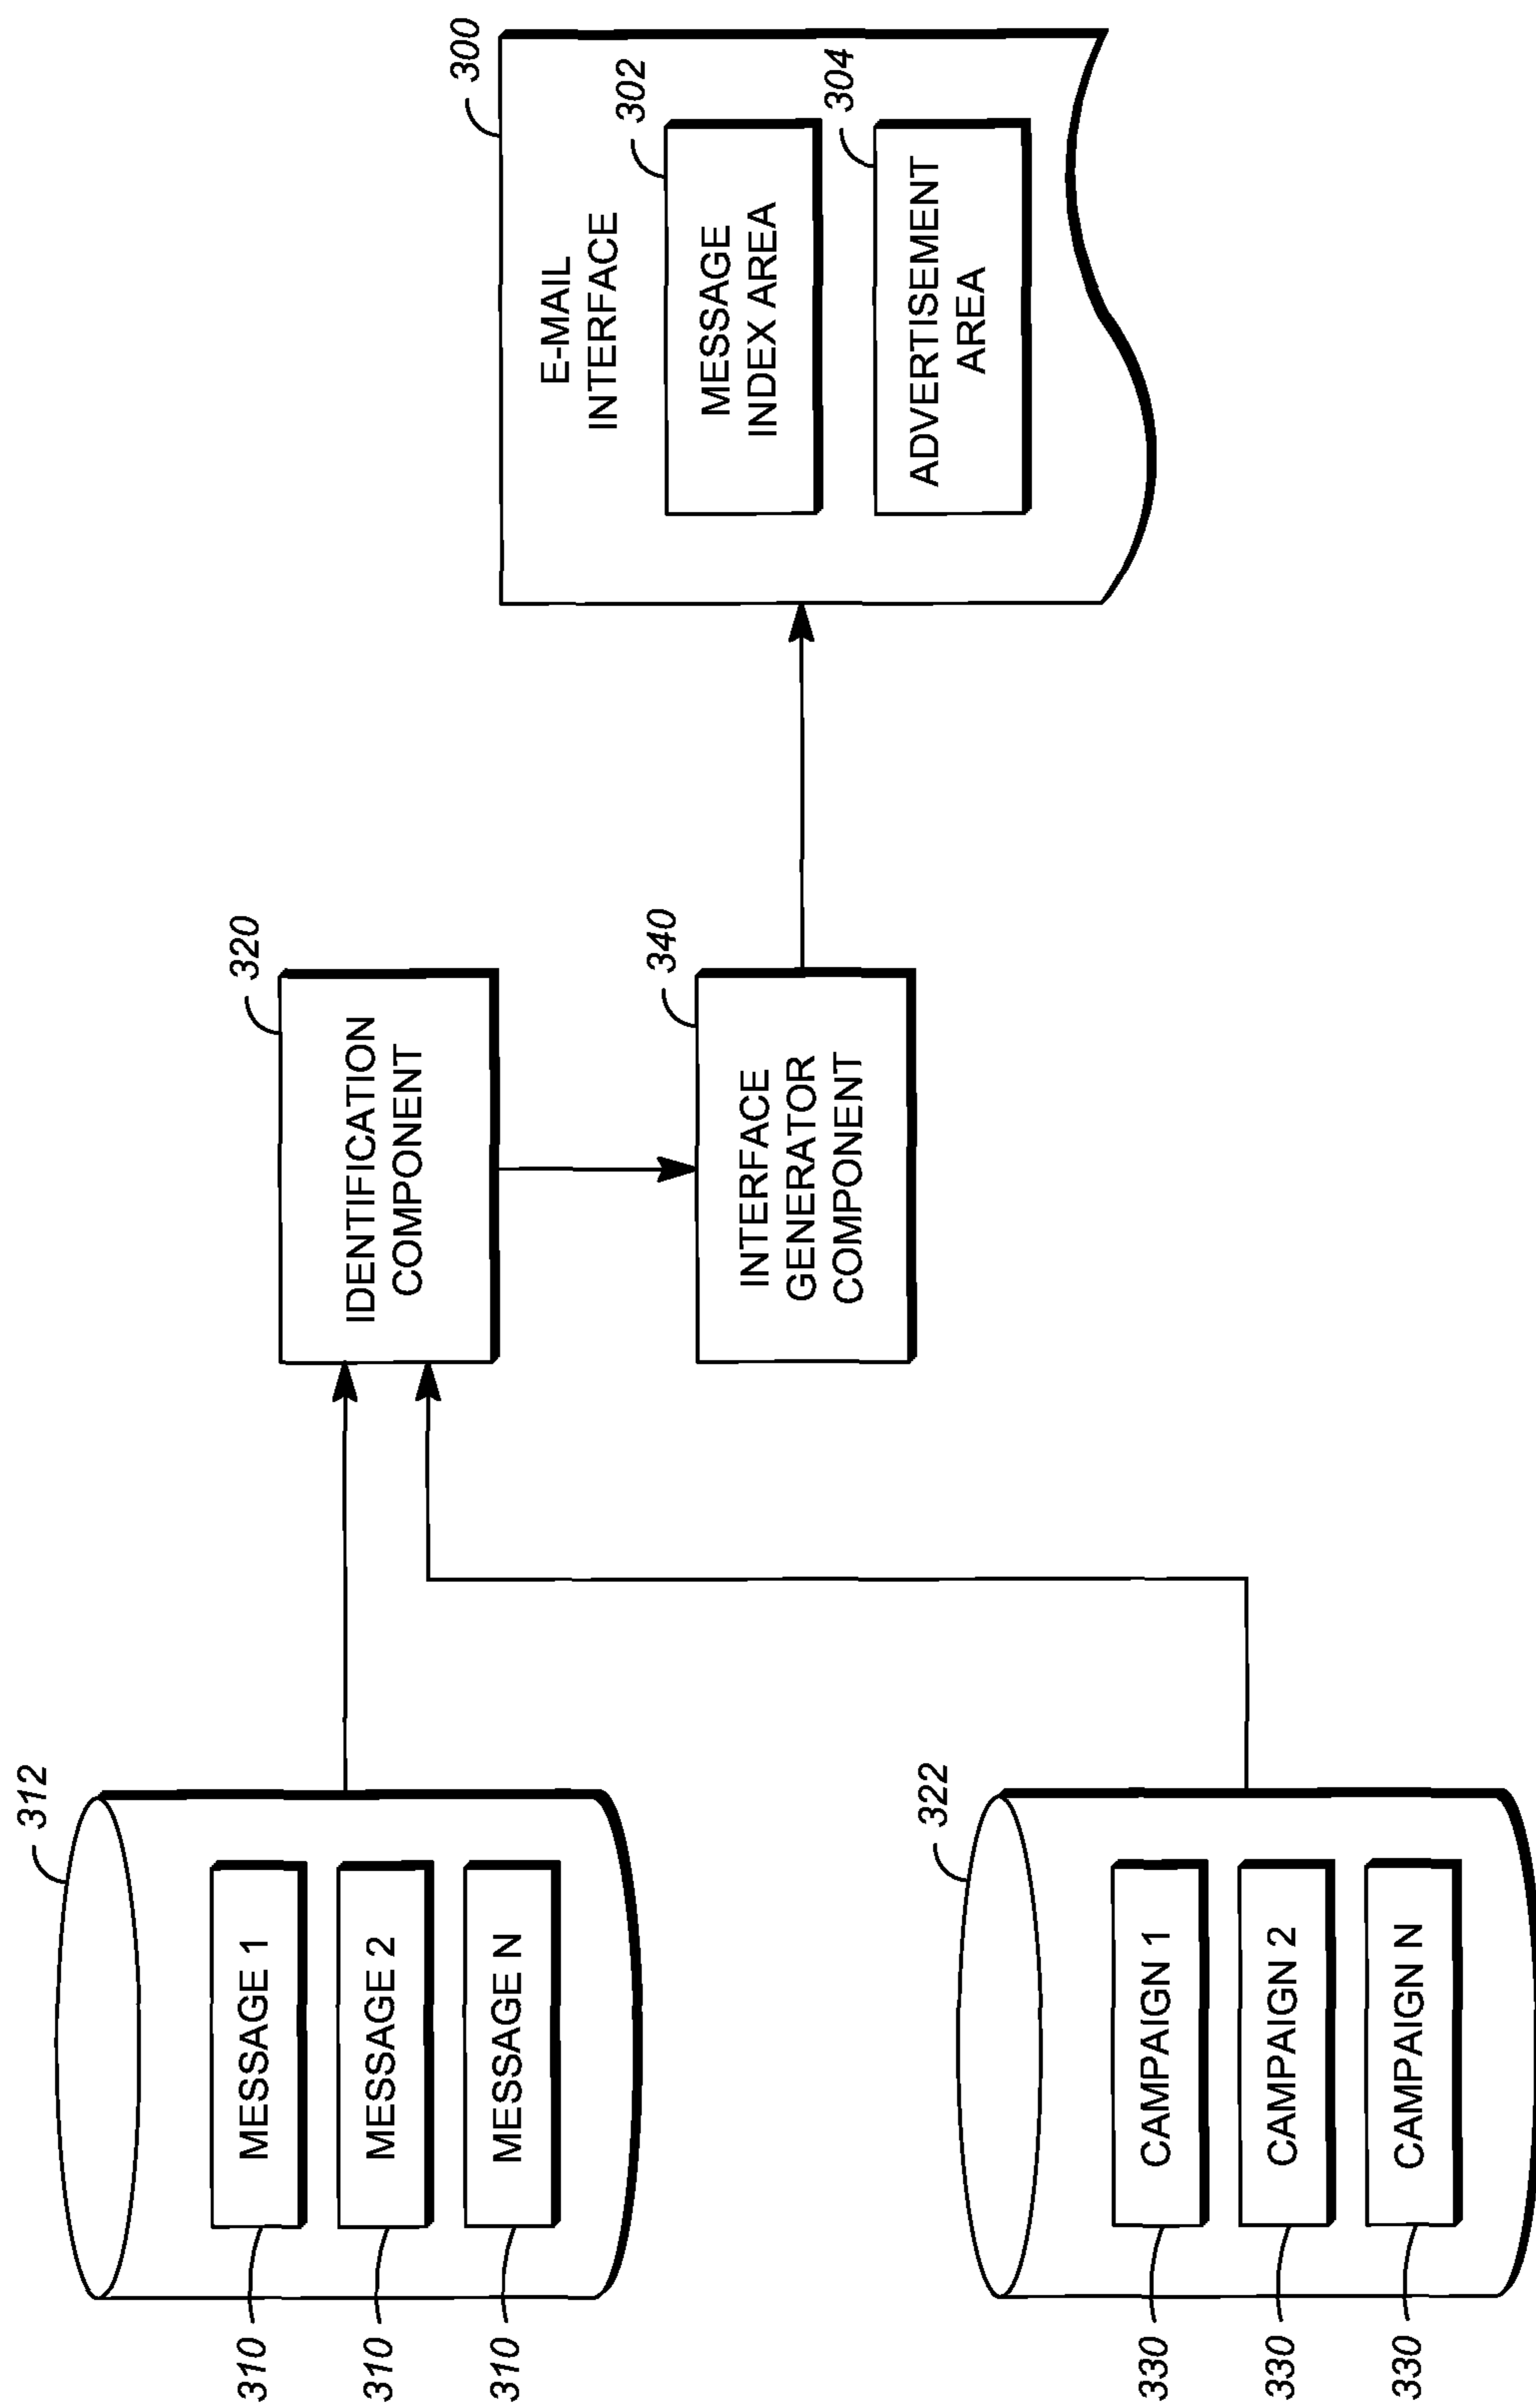 312
MESSAGE 1
MESSAGE 2
MESSAGE N
310
310
310
322
CAMPAIGN 1
CAMPAIGN 2
CAMPAIGN N
330
330
330
320
IDENTIFICATION
COMPONENT
340
INTERFACE
GENERATOR
COMPONENT
300
E-MAIL
INTERFACE
302
MESSAGE
INDEX AREA
304
ADVERTISEMENT
AREA